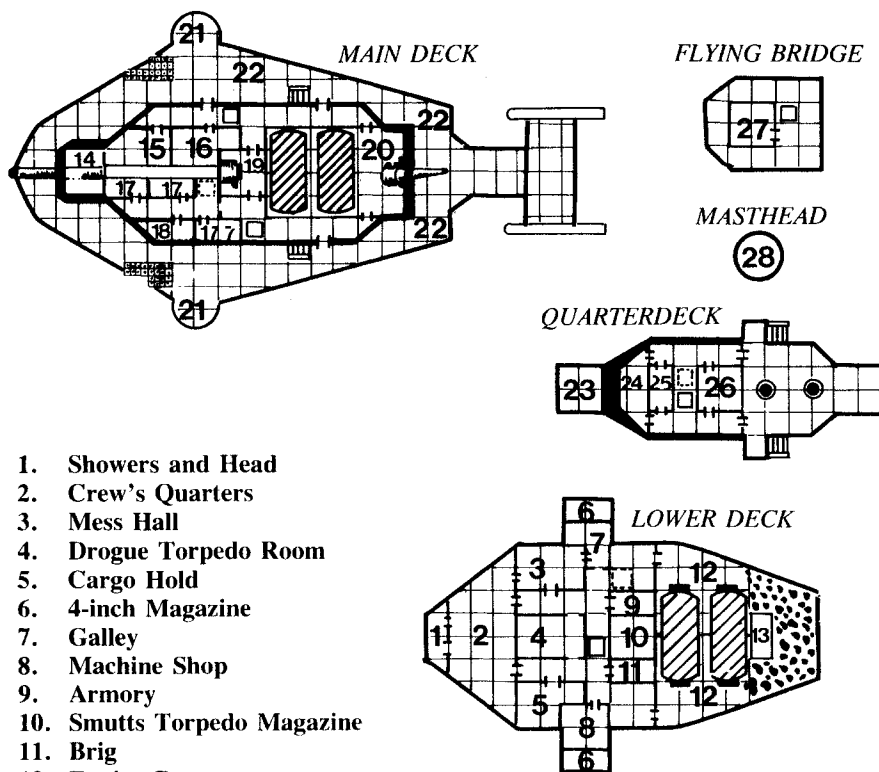 MAIN DECK
21
22
22
15
16
14
19
20
17
17
18
17
22
21
FLYING BRIDGE
27
MASTHEAD
28
QUARTERDECK
23
24
25
26
1. Showers and Head
2. Crew's Quarters
3. Mess Hall
4. Drogue Torpedo Room
5. Cargo Hold
6. 4-inch Magazine
7. Galley
8. Machine Shop
9. Armory
10. Smutts Torpedo Magazine
11. Brig
LOWER DECK
6
7
3
12
9
1
2
4
10
13
11
5
12
8
6